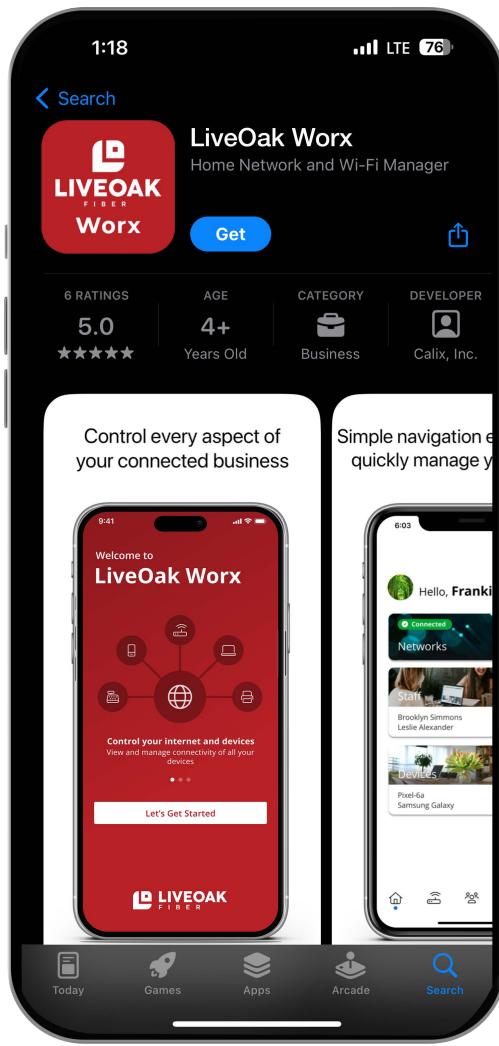 1:18
LTE 76
Search
LIVEOAK
FIBER
Worx
LiveOak Worx
Home Network and Wi-Fi Manager
Get
6 RATINGS
AGE
CATEGORY
DEVELOPER
5.0
4+
★★★★★
Years Old
Business
Calix, Inc.
Control every aspect of
your connected business
9:41
Welcome to
LiveOak Worx
Control your internet and devices
View and manage connectivity of all your
devices
Let's Get Started
LIVEOAK
FIBER
Simple navigation
quickly manage
6:03
Hello, Franki
Connected
Networks
Staff
Brooklyn Simmons
Leslie Alexander
Devices
Pixel-6a
Samsung Galaxy
Today
Games
Apps
Arcade
Search